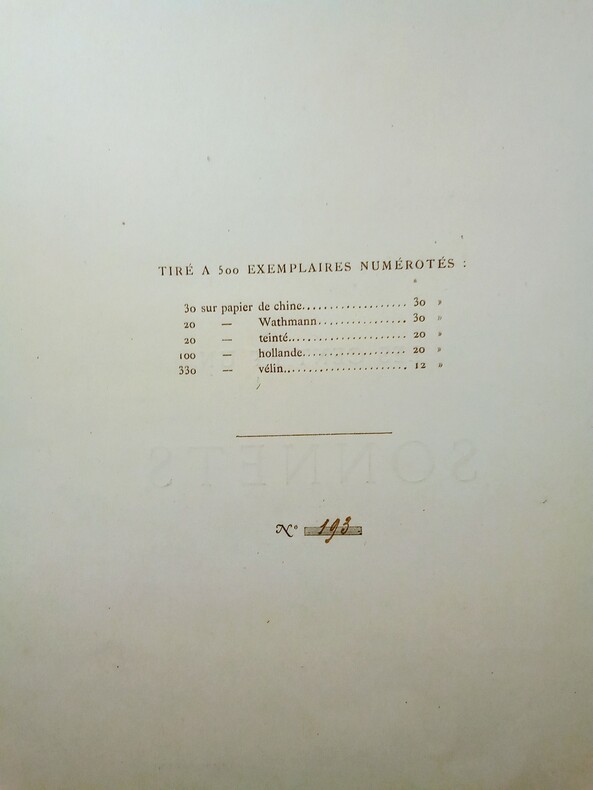 TIRÉ A 500 EXEMPLAIRES NUMÉROTÉS :
30 sur papier de chine................... 30 »
20 — Wathmann................ 30 »
20 — teinté...................... 20 »
100 — hollande................... 20 »
330 — vélin...................... 12 »
SONNETS
N° 193